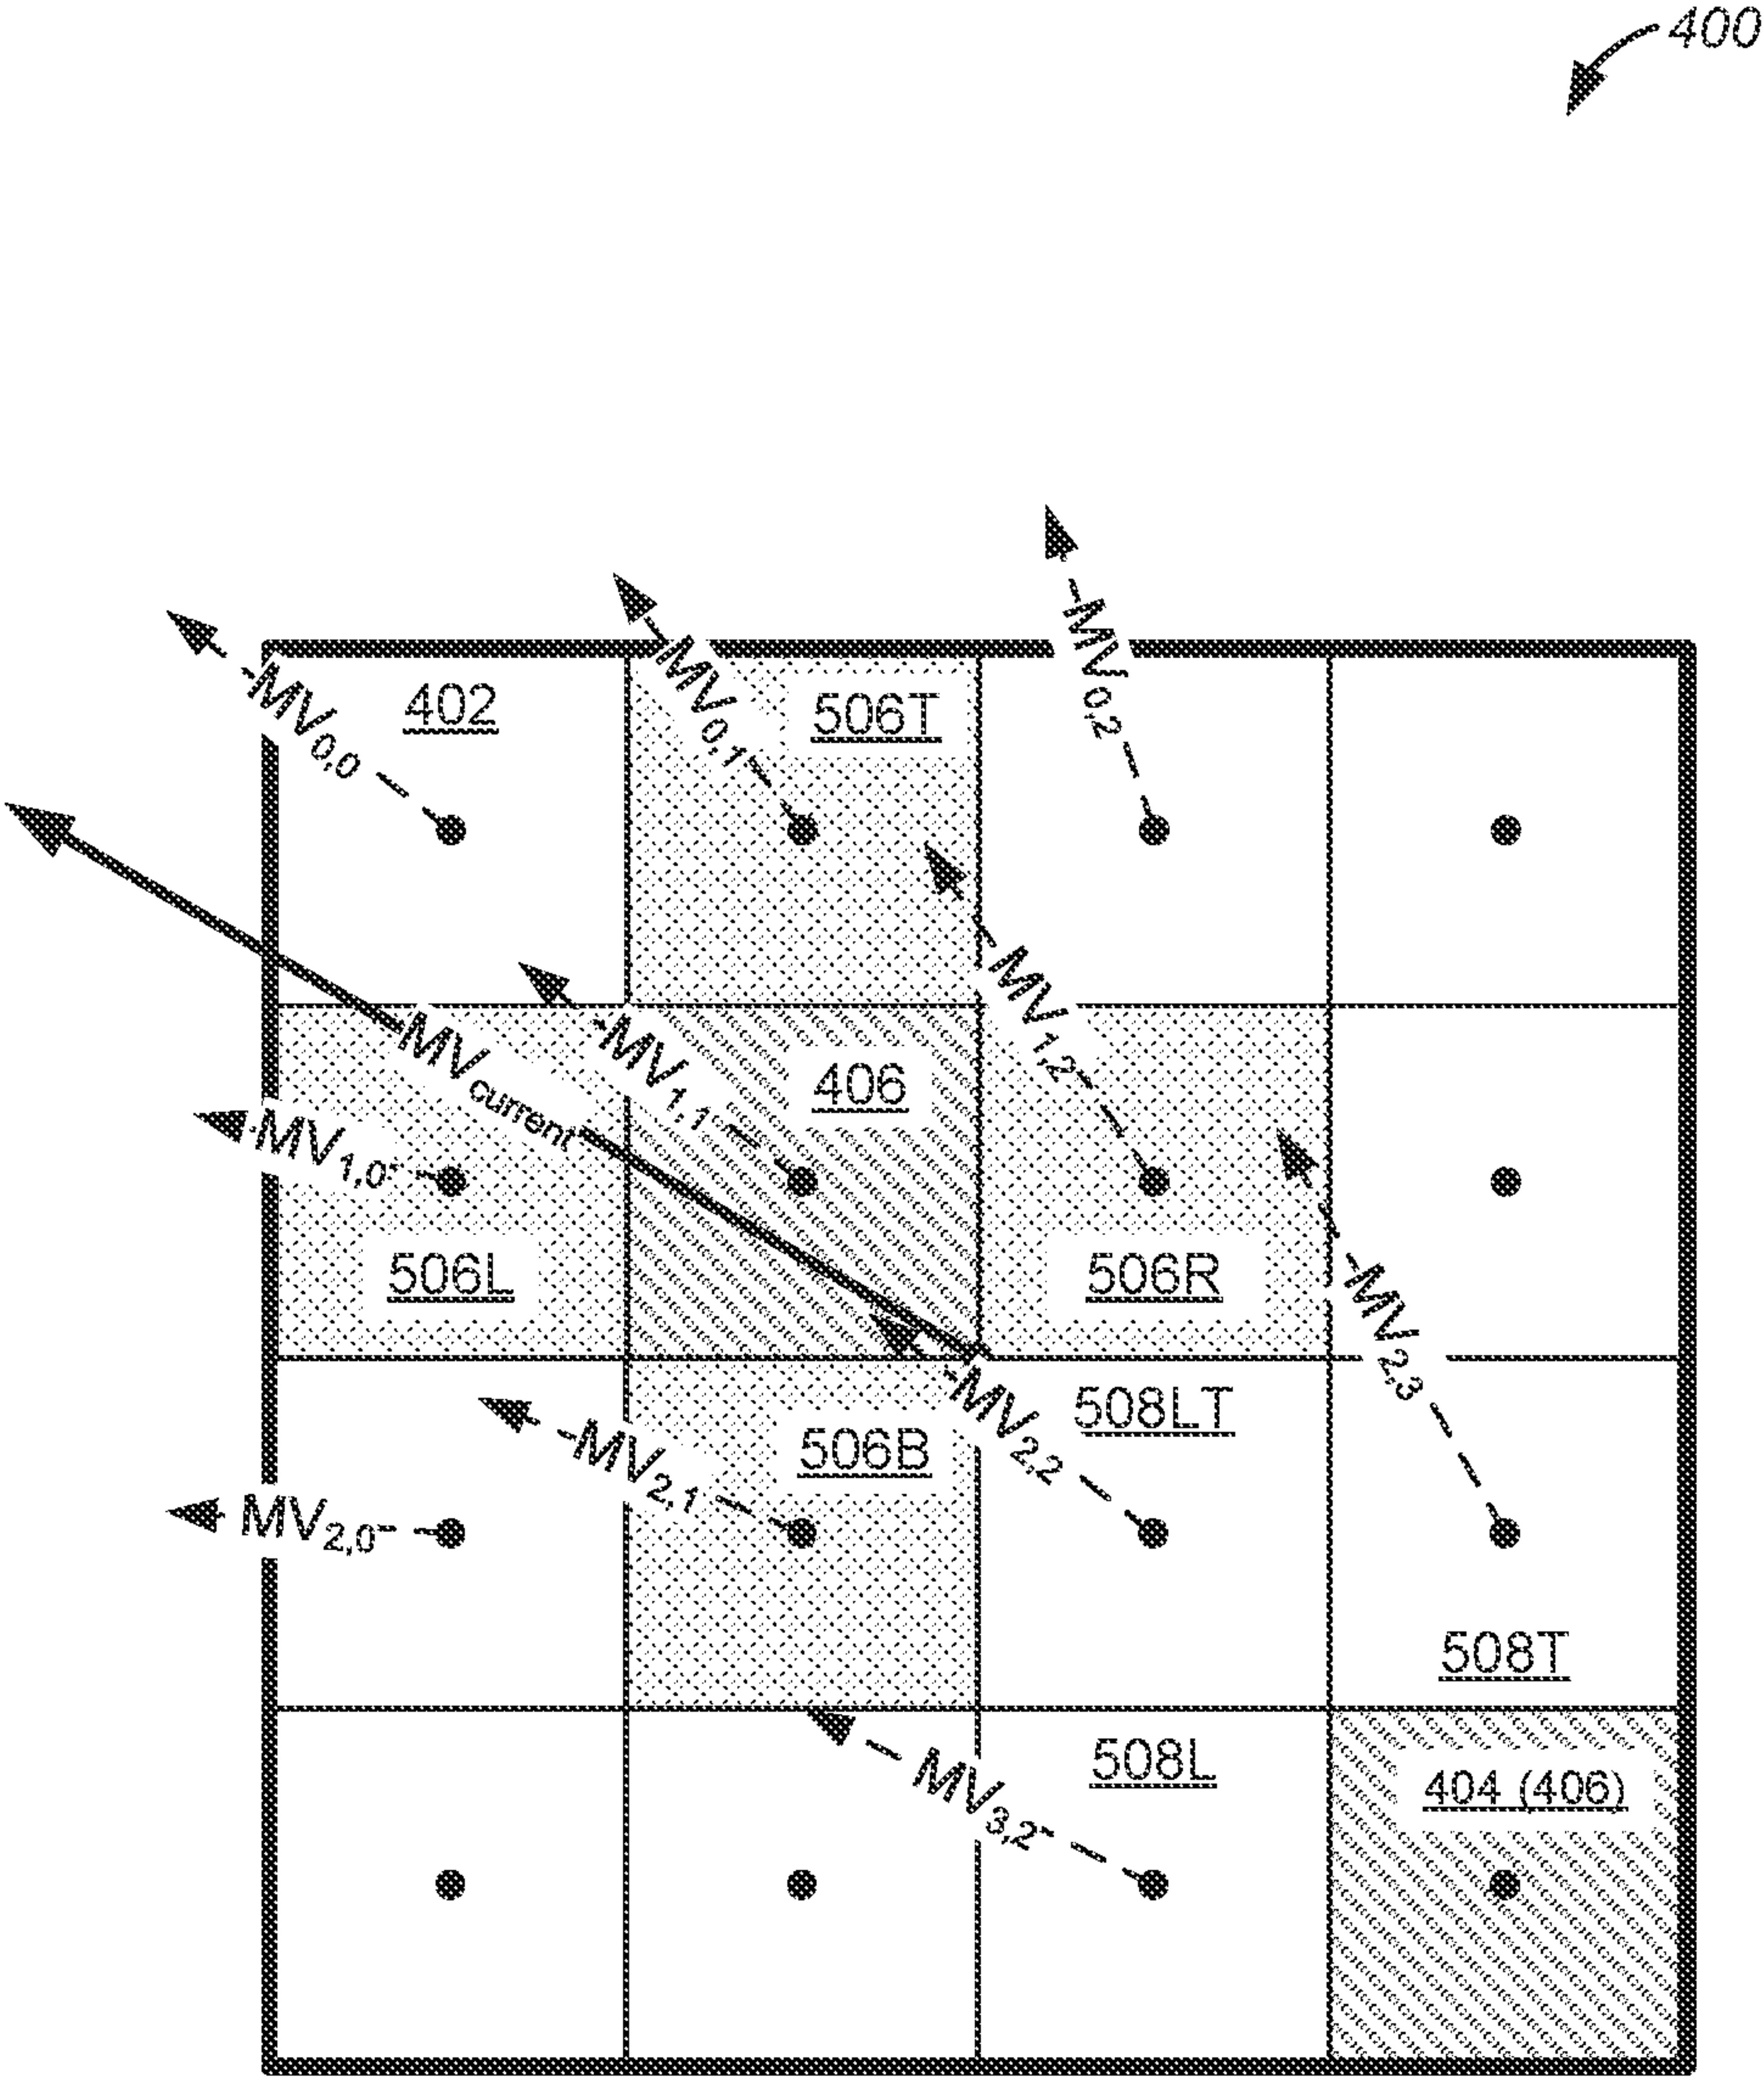 400
MV0,2
MV0,0
402
MV0,1
506T
MV1,2
MVcurrent
MV1,1
406
MV1,0
506L
506R
MV2,3
MV2,0
MV2,1
506B
MV2,2
508LT
508T
MV3,2
508L
404 (406)